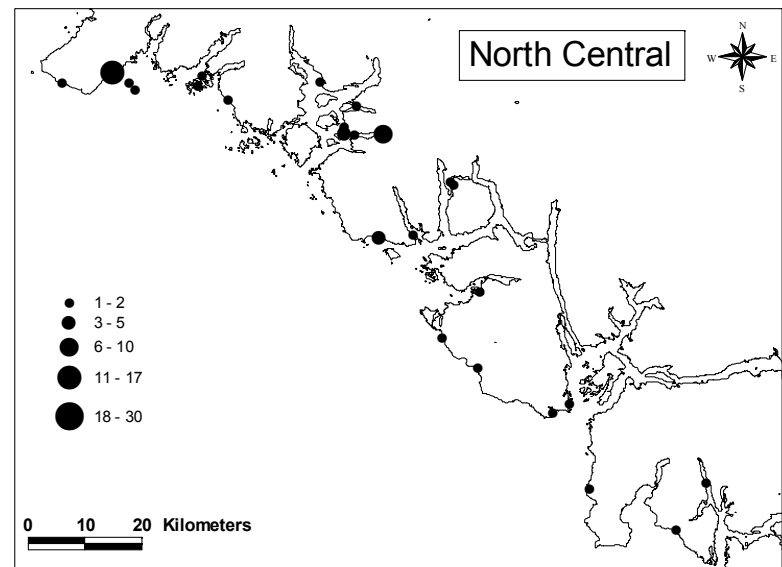 North Central
N
W E
S
1 - 2
3 - 5
6 - 10
11 - 17
18 - 30
0 10 20 Kilometers